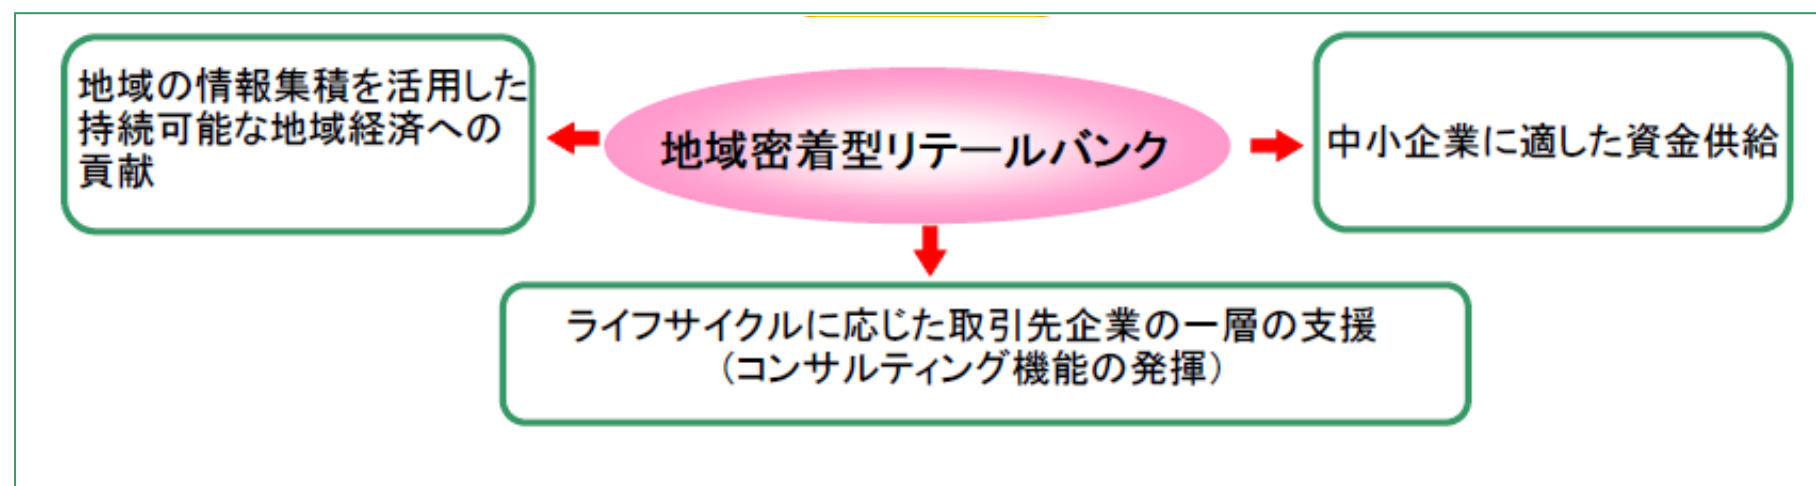 地域の情報集積を活用した
持続可能な地域経済への
貢献
地域密着型リテールバンク
中小企業に適した資金供給
ライフサイクルに応じた取引先企業の一層の支援
（コンサルティング機能の発揮）